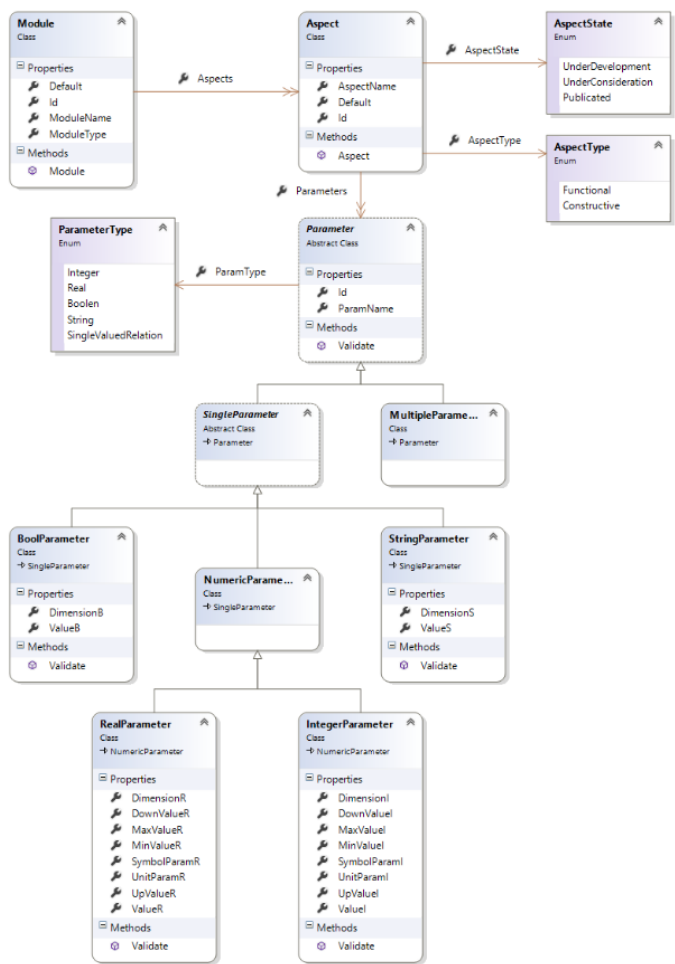 Module
Class
Properties
Default
Id
ModuleName
ModuleType
Methods
Module
Aspects
Aspect
Class
Properties
AspectName
Default
Id
Methods
Aspect
AspectState
AspectState
Enum
UnderDevelopment
UnderConsideration
Publicated
AspectType
AspectType
Enum
Functional
Constructive
Parameters
ParameterType
Enum
Integer
Real
Boolen
String
SingleValuedRelation
ParamType
Parameter
Abstract Class
Properties
Id
ParamName
Methods
Validate
SingleParameter
Abstract Class
Parameter
MultipleParame...
Class
Parameter
BoolParameter
Class
SingleParameter
Properties
DimensionB
ValueB
Methods
Validate
NumericParame...
Class
SingleParameter
StringParameter
Class
SingleParameter
Properties
DimensionS
ValueS
Methods
Validate
RealParameter
Class
NumericParameter
Properties
DimensionR
DownValueR
MaxValueR
MinValueR
SymbolParamR
UnitParamR
UpValueR
ValueR
Methods
Validate
IntegerParameter
Class
NumericParameter
Properties
DimensionI
DownValueI
MaxValueI
MinValueI
SymbolParamI
UnitParamI
UpValueI
ValueI
Methods
Validate